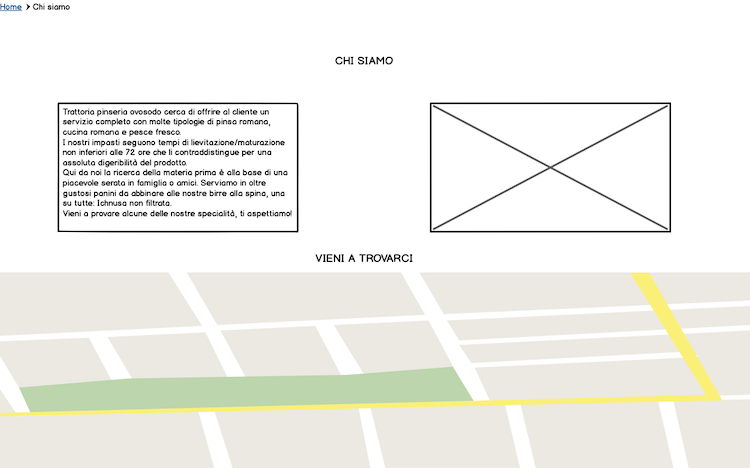 Home > Chi siamo
CHI SIAMO
Trattoria pinseria ovosodo cerca di offrire al cliente un
servizio completo con molte tipologie di pinsa romana,
cucina romana e pesce fresco.
I nostri impasti seguono tempi di lievitazione/maturazione
non inferiori alle 72 ore che li contraddistingue per una
assoluta digeribilità del prodotto.
Qui da noi la ricerca della materia prima è alla base di una
piacevole serata in famiglia o amici. Serviamo in oltre
gustosi panini da abbinare alle nostre birre alla spina, una
su tutte: Ichnusa non filtrata.
Vieni a provare alcune delle nostre specialità, ti aspettiamo!
VIENI A TROVARCI